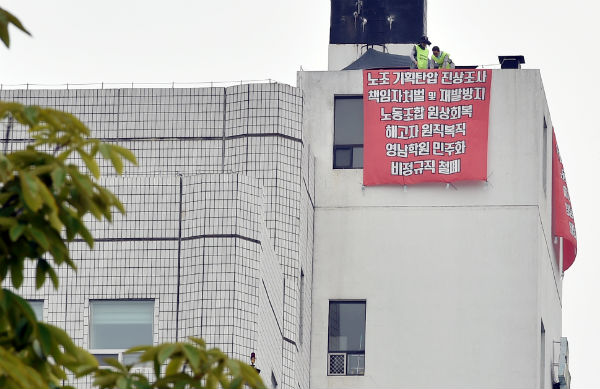 노조 기획탄압 진상조사
책임자처벌 및 재발방지
노동조합 원상회복
해고자 원직복직
영남학원 민주화
비정규직 철폐